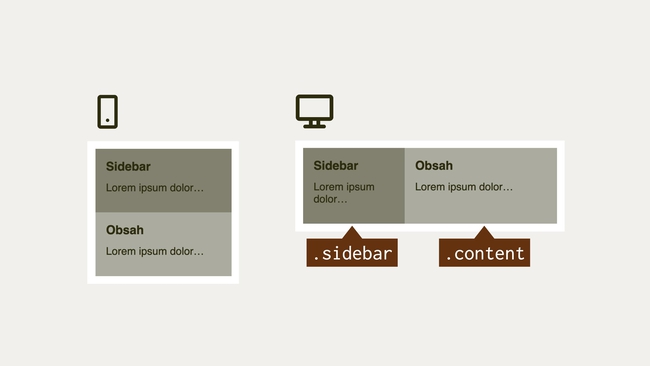 Sidebar
Lorem ipsum dolor…
Obsah
Lorem ipsum dolor…
Sidebar
Lorem ipsum
dolor…
Obsah
Lorem ipsum dolor…
.sidebar
.content